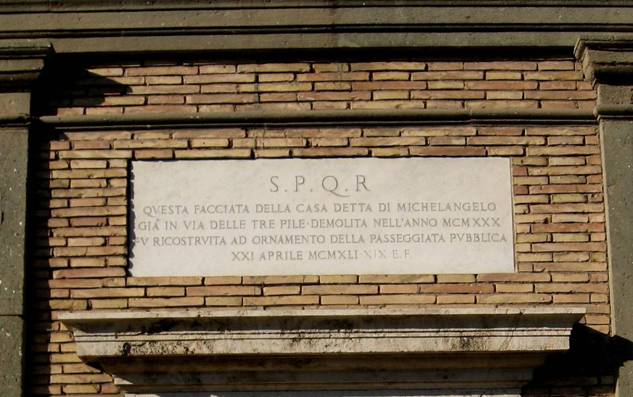 S.P.Q.R
QVESTA FACCIATA DELLA CASA DETTA DI MICHELANGELO
GIÀ IN VIA DELLE TRE PILE·DEMOLITA NELL'ANNO MCMXXX
FV RICOSTRVITA AD ORNAMENTO DELLA PASSEGGIATA PVBBLICA
XXI APRILE MCMXLI·XIX E.F.